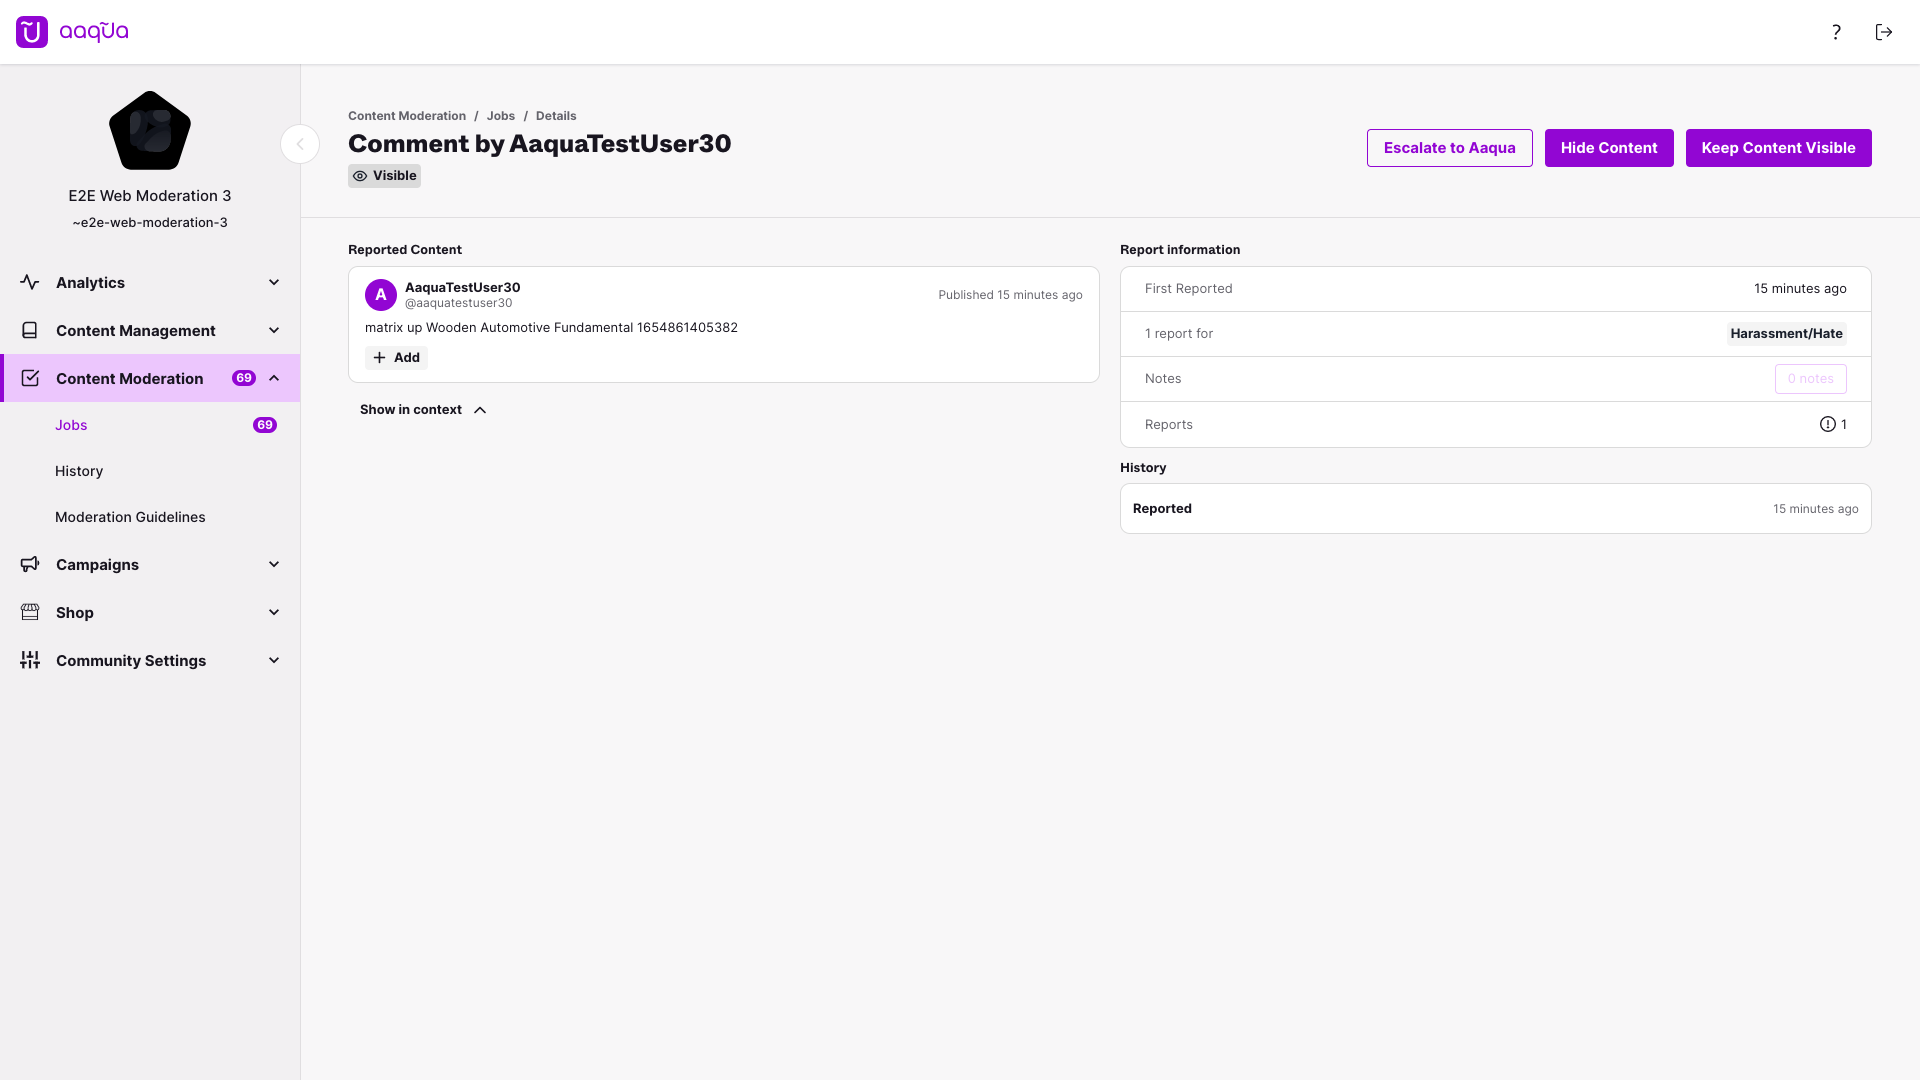 aaqũa
?
E2E Web Moderation 3
~e2e-web-moderation-3
Analytics
Content Management
Content Moderation 69
Jobs 69
History
Moderation Guidelines
Campaigns
Shop
Community Settings
Content Moderation / Jobs / Details
Comment by AaquaTestUser30
Visible
Escalate to Aaqua
Hide Content
Keep Content Visible
Reported Content
A
AaquaTestUser30
@aaquatestuser30
Published 15 minutes ago
matrix up Wooden Automotive Fundamental 1654861405382
Add
Show in context
Report information
First Reported 15 minutes ago
1 report for Harassment/Hate
Notes 0 notes
Reports 1
History
Reported 15 minutes ago